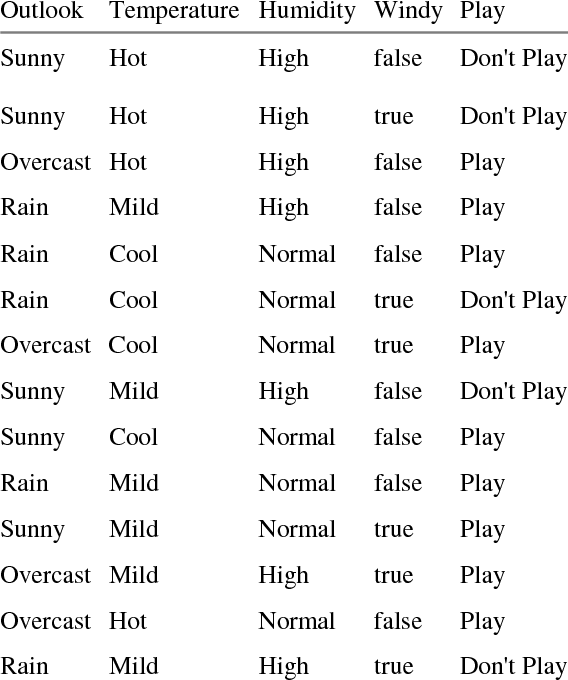 Outlook Temperature Humidity Windy Play
Sunny Hot High false Don't Play
Sunny Hot High true Don't Play
Overcast Hot High false Play
Rain Mild High false Play
Rain Cool Normal false Play
Rain Cool Normal true Don't Play
Overcast Cool Normal true Play
Sunny Mild High false Don't Play
Sunny Cool Normal false Play
Rain Mild Normal false Play
Sunny Mild Normal true Play
Overcast Mild High true Play
Overcast Hot Normal false Play
Rain Mild High true Don't Play